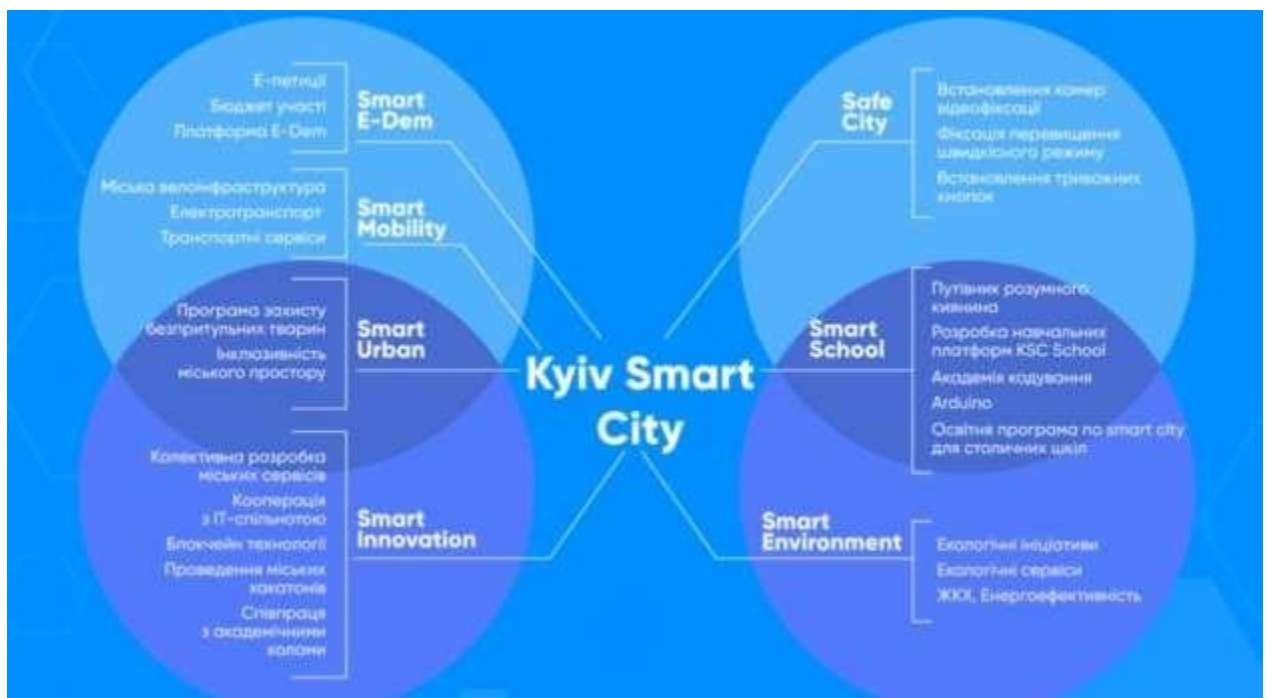 Е-петиції
Бюджет участі
Платформа E-Dem
Smart
E-Dem
Міська велоінфраструктура
Електротранспорт
Транспортні сервіси
Smart
Mobility
Програма захисту
безпритульних тварин
Інклюзивність
міського простору
Smart
Urban
Колективна розробка
міських сервісів
Кооперація
з ІТ-спільнотою
Блокчейн технології
Проведення міських
хакатонів
Співпраця
з академічними
колами
Smart
Innovation
Kyiv Smart
City
Safe
City
Встановлення камер
відеофіксації
Фіксація перевищення
швидкісного режиму
Встановлення тривожних
кнопок
Smart
School
Путівник розумного
киянина
Розробка навчальних
платформ KSC School
Академія кодування
Arduino
Освітня програма по smart city
для столичних шкіл
Smart
Environment
Екологічні ініціативи
Екологічні сервіси
ЖКХ, Енергоефективність